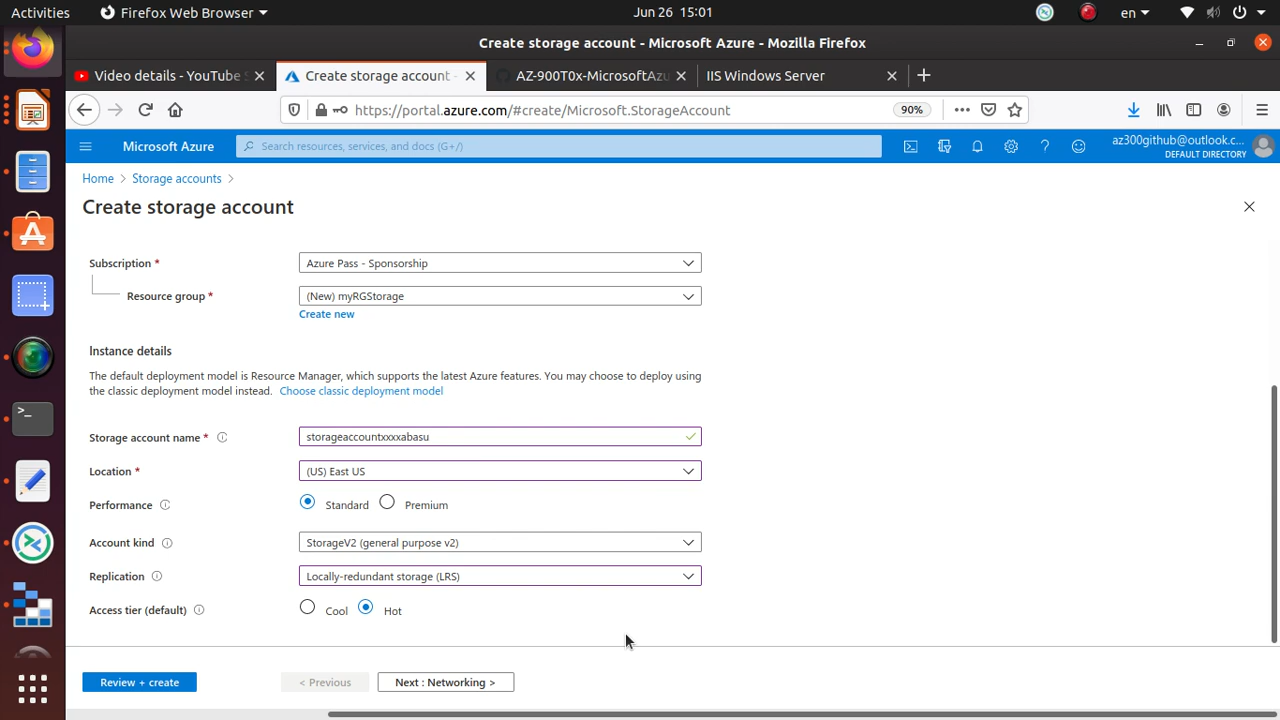 Activities
Firefox Web Browser
Jun 26 15:01
en
Create storage account - Microsoft Azure - Mozilla Firefox
Video details - YouTube S
Create storage account -
AZ-900T0x-MicrosoftAzu
IIS Windows Server
https://portal.azure.com/#create/Microsoft.StorageAccount
90%
Microsoft Azure
Search resources, services, and docs (G+/)
az300github@outlook.c...
DEFAULT DIRECTORY
Home > Storage accounts >
Create storage account
Subscription *
Azure Pass - Sponsorship
Resource group *
(New) myRGStorage
Create new
Instance details
The default deployment model is Resource Manager, which supports the latest Azure features. You may choose to deploy using
the classic deployment model instead. Choose classic deployment model
Storage account name *
storageaccountxxxxabasu
Location *
(US) East US
Performance
Standard
Premium
Account kind
StorageV2 (general purpose v2)
Replication
Locally-redundant storage (LRS)
Access tier (default)
Cool
Hot
Review + create
< Previous
Next : Networking >